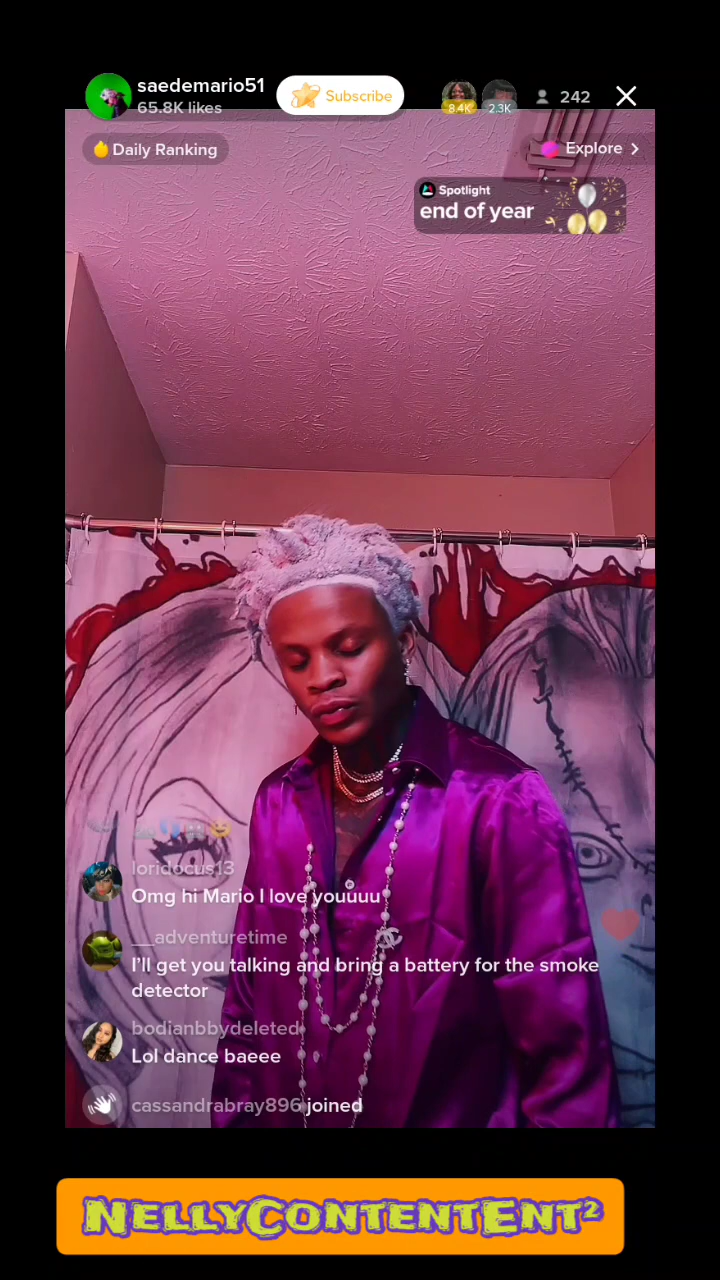 saedemario51
65.8K likes
Subscribe
8.4K
2.3K
242
Daily Ranking
Explore
Spotlight
end of year
loridocus13
Omg hi Mario I love youuuu
__adventuretime
I'll get you talking and bring a battery for the smoke
detector
bodianbbydeleted
Lol dance baeee
cassandrabray896 joined
NELLYCONTENTENT²